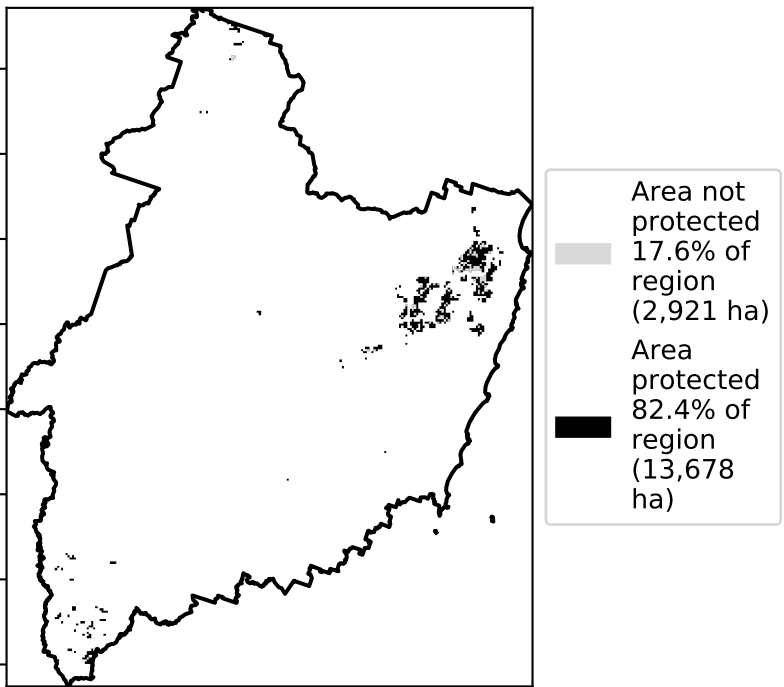 Area not
protected
17.6% of
region
(2,921 ha)
Area
protected
82.4% of
region
(13,678
ha)